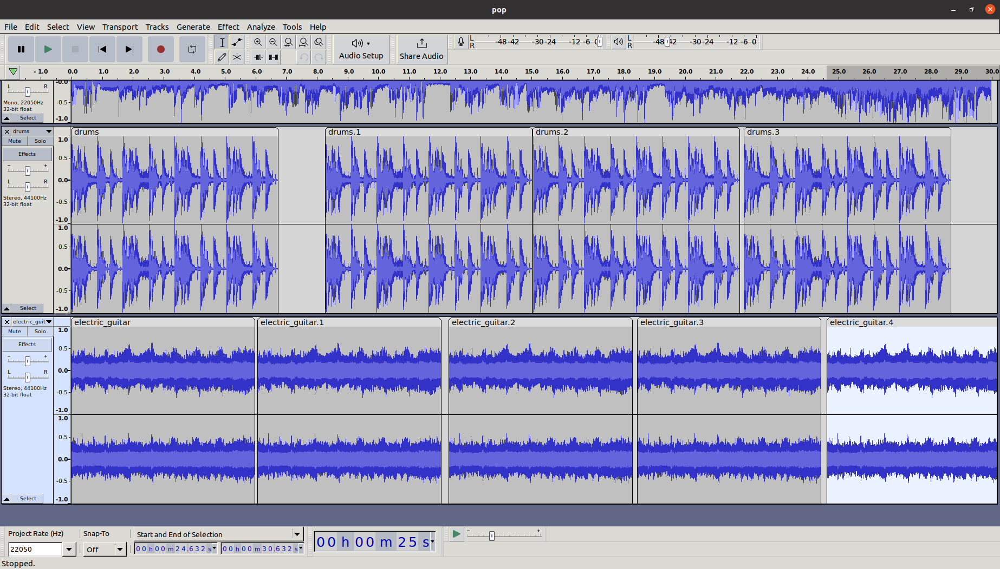 pop
File Edit Select View Transport Tracks Generate Effect Analyze Tools Help
Audio Setup
Share Audio
L
R
-48 -42 -30 -24 -12 -6 0
L
R
-48 -42 -30 -24 -12 -6 0
- 1.0 0.0 1.0 2.0 3.0 4.0 5.0 6.0 7.0 8.0 9.0 10.0 11.0 12.0 13.0 14.0 15.0 16.0 17.0 18.0 19.0 20.0 21.0 22.0 23.0 24.0 25.0 26.0 27.0 28.0 29.0 30.0
L R
Mono, 22050Hz
32-bit float
Select
-0.0
-0.5
-1.0
drums
Mute Solo
Effects
- +
L R
Stereo, 44100Hz
32-bit float
Select
1.0
0.5
0.0
-0.5
-1.0
1.0
0.5
0.0
-0.5
-1.0
drums drums.1 drums.2 drums.3
electric_guit
Mute Solo
Effects
- +
L R
Stereo, 44100Hz
32-bit float
Select
1.0
0.5
0.0
-0.5
-1.0
1.0
0.5
0.0
-0.5
-1.0
electric_guitar electric_guitar.1 electric_guitar.2 electric_guitar.3 electric_guitar.4
Project Rate (Hz) Snap-To Start and End of Selection
22050 Off 00 h 00 m 24.632 s 00 h 00 m 30.632 s
00 h 00 m 25 s
- +
Stopped.